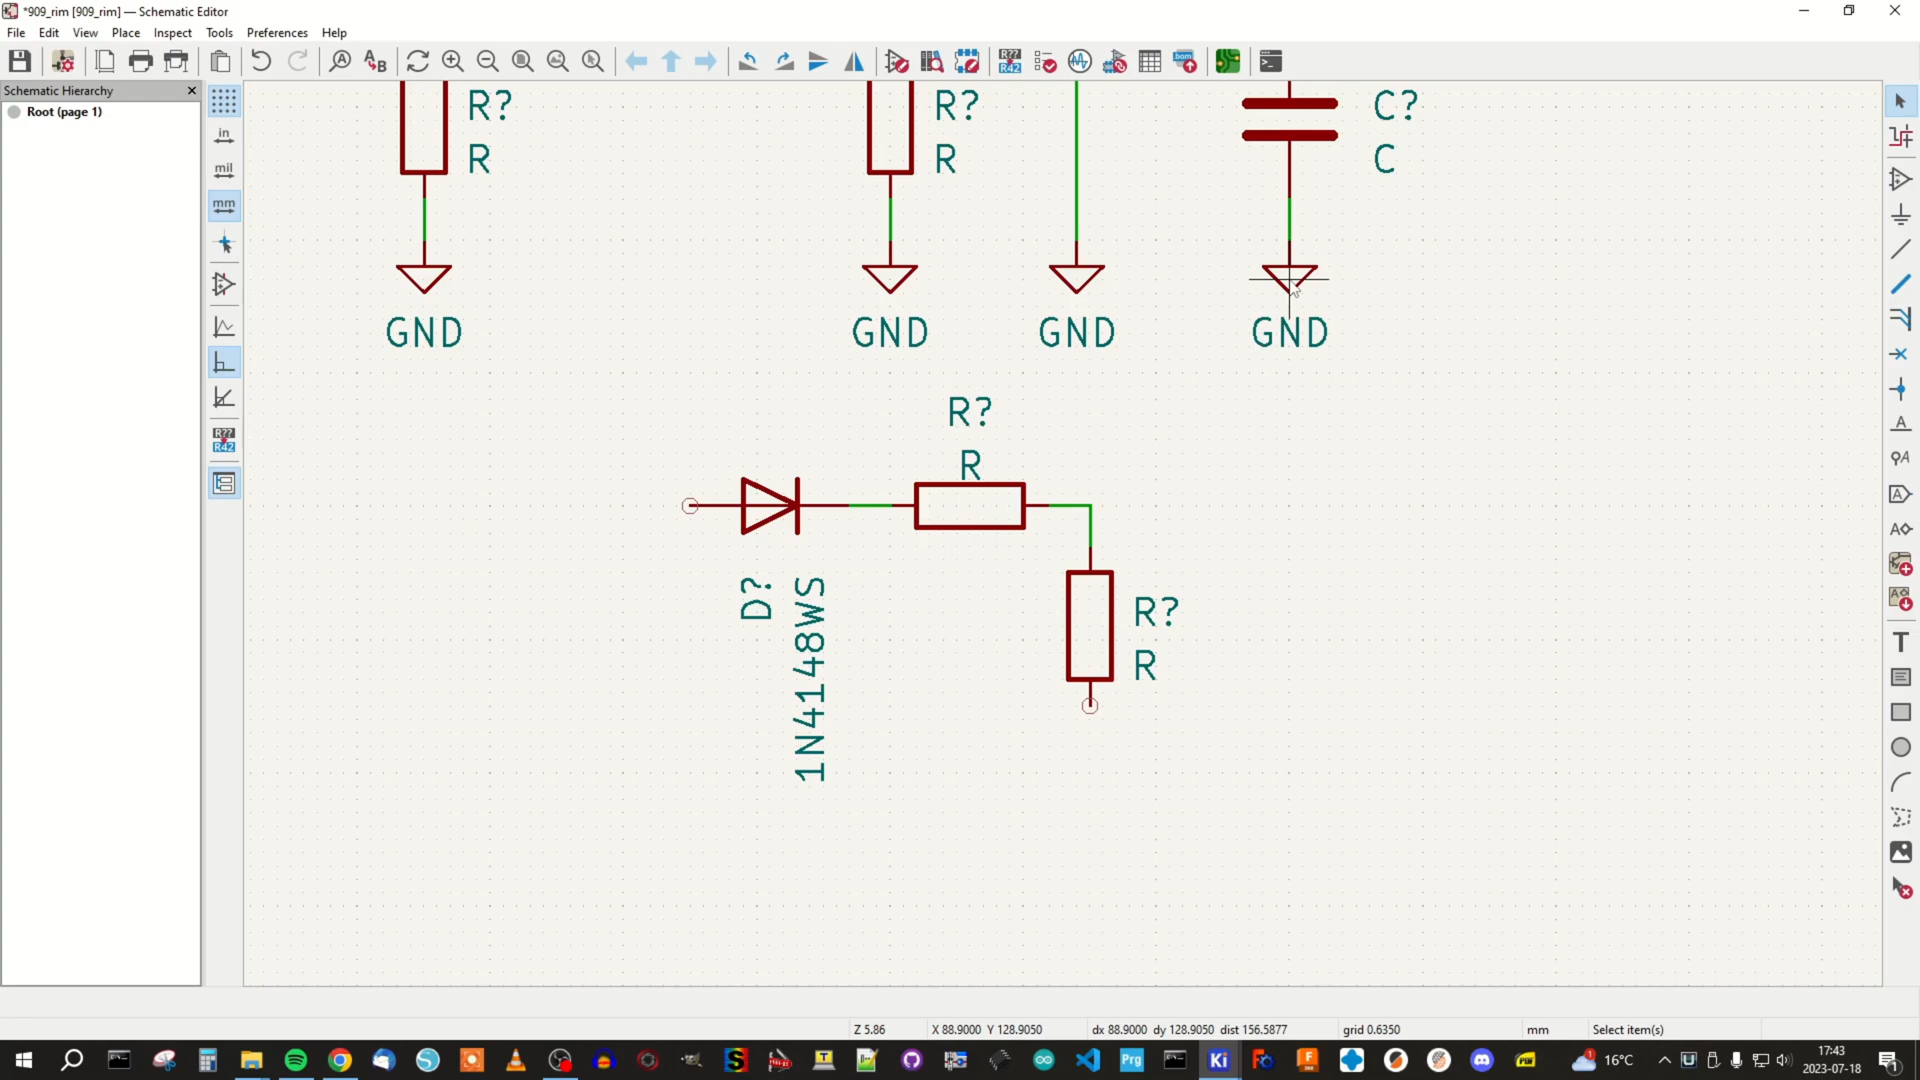 *909_rim [909_rim] — Schematic Editor
File Edit View Place Inspect Tools Preferences Help
Schematic Hierarchy
Root (page 1)
in
mil
mm
R??
R42
R?
R
R?
R
C?
C
GND
GND
GND
GND
R?
R
D?
1N4148WS
R?
R
Z 5.86
X 88.9000 Y 128.9050
dx 88.9000 dy 128.9050 dist 156.5877
grid 0.6350
mm
Select item(s)
16°C
17:43
2023-07-18